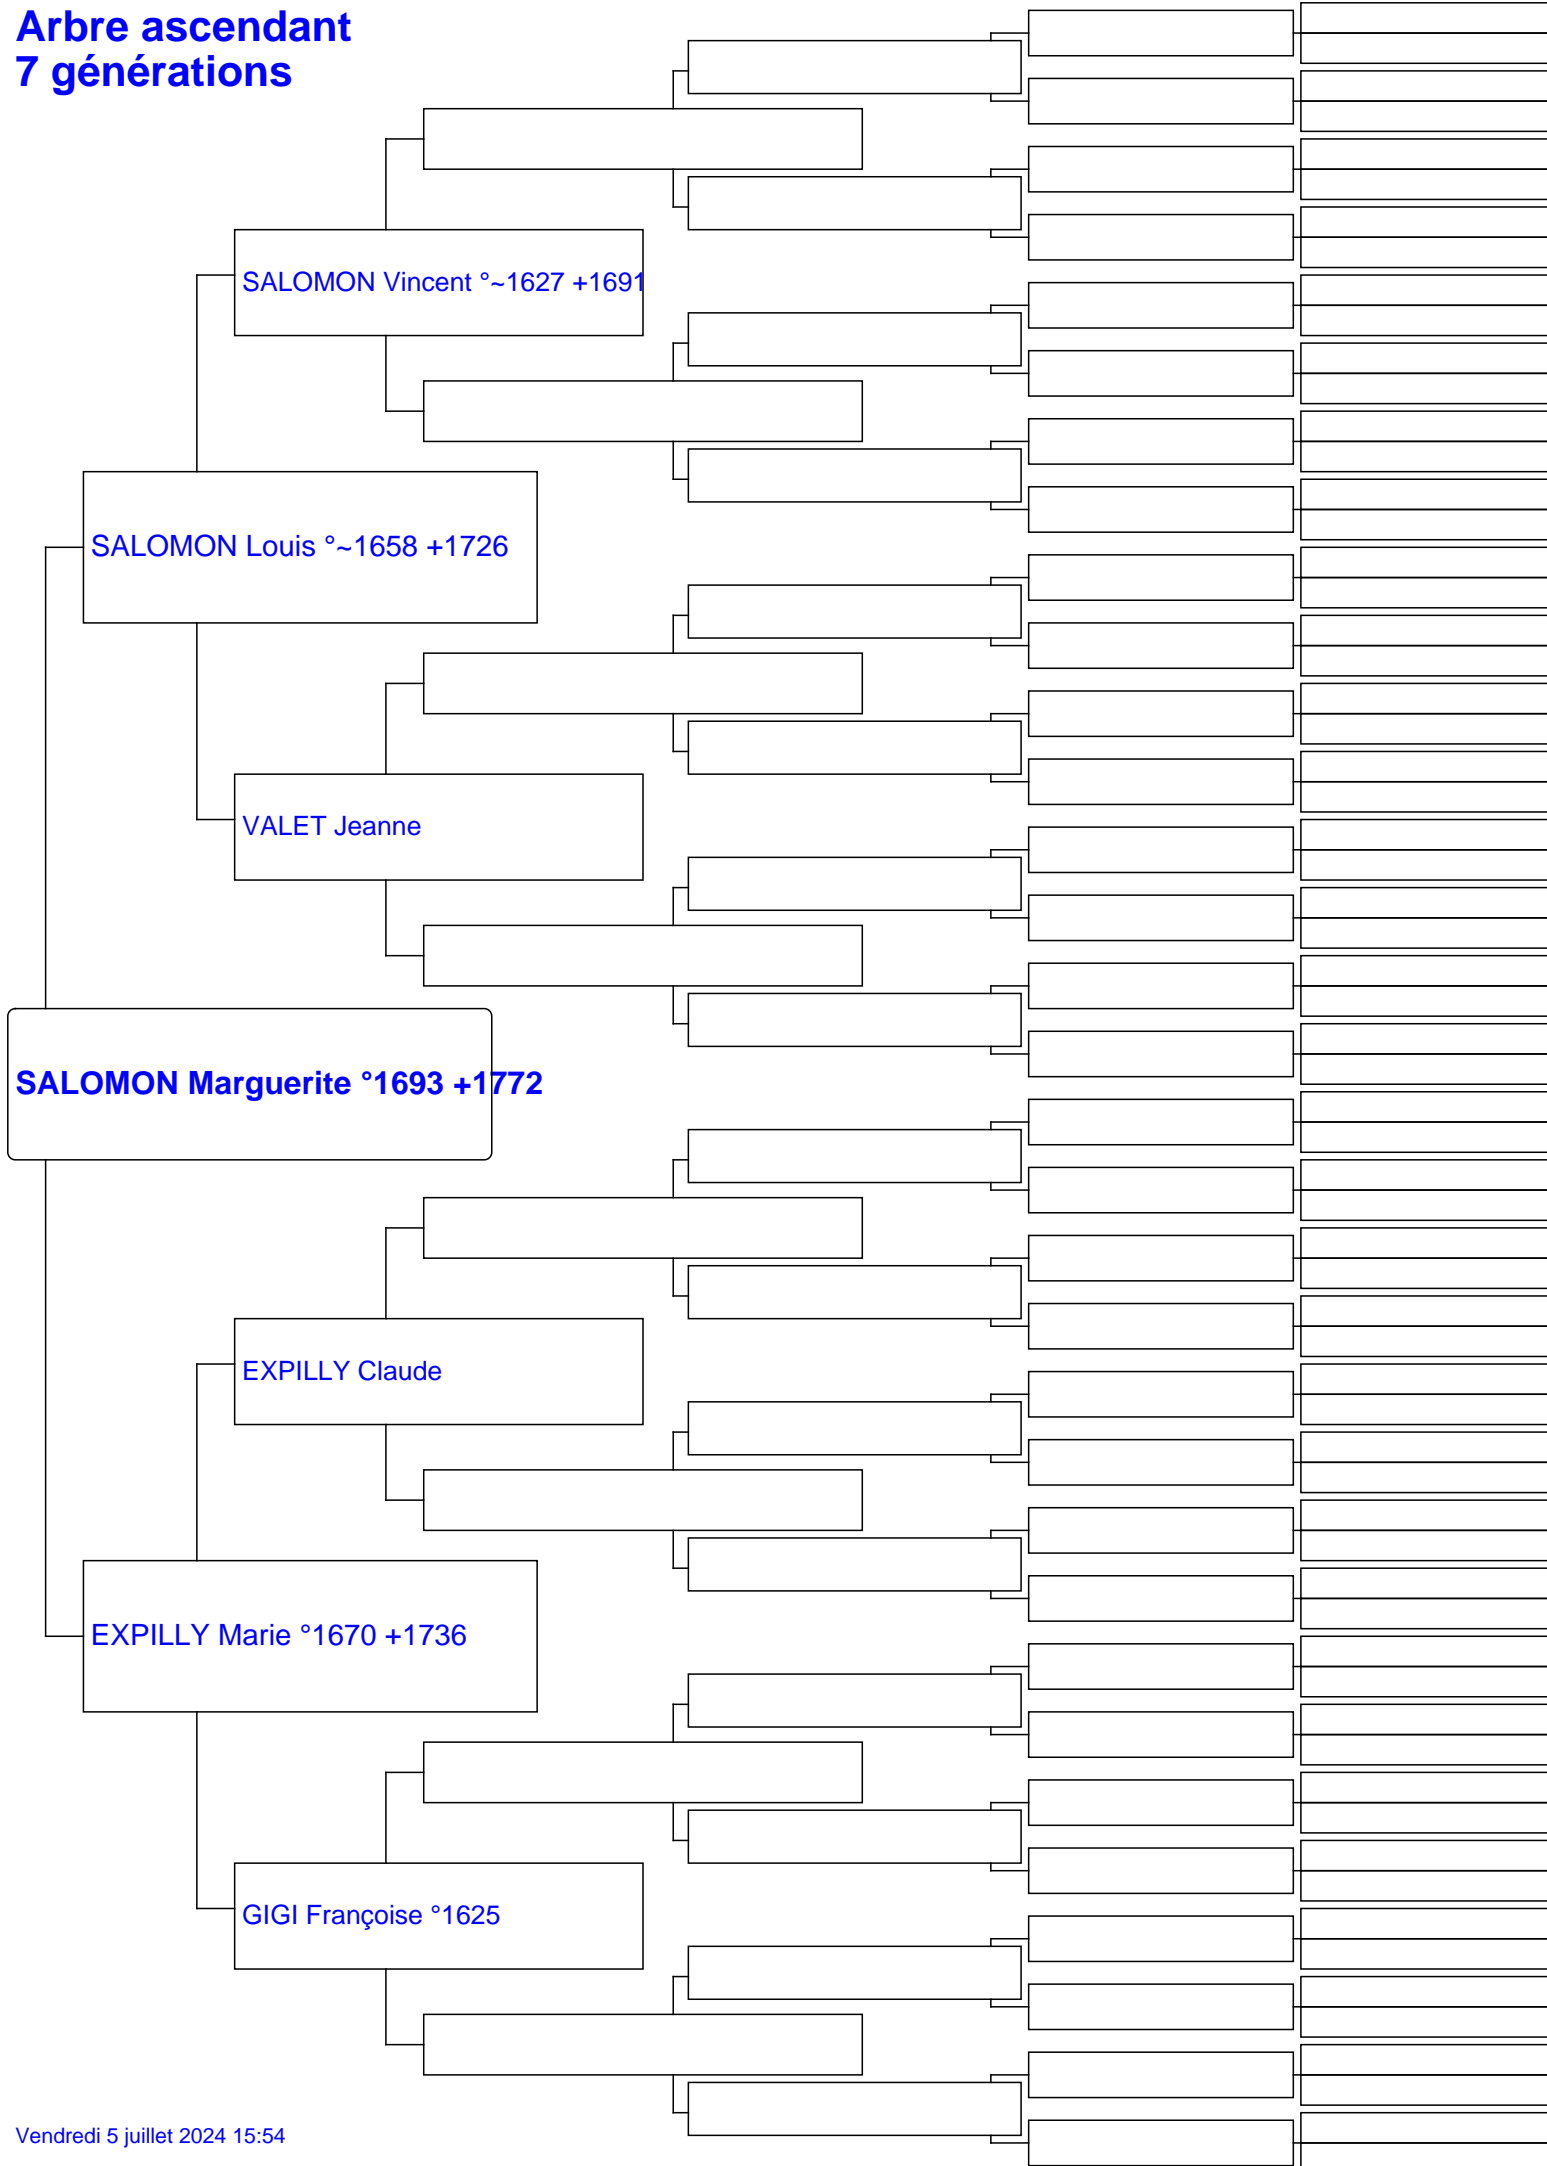 Arbre ascendant
7 générations
SALOMON Vincent °~1627 +1691
SALOMON Louis °~1658 +1726
VALET Jeanne
SALOMON Marguerite °1693 +1772
EXPILLY Claude
EXPILLY Marie °1670 +1736
GIGI Françoise °1625
Vendredi 5 juillet 2024 15:54